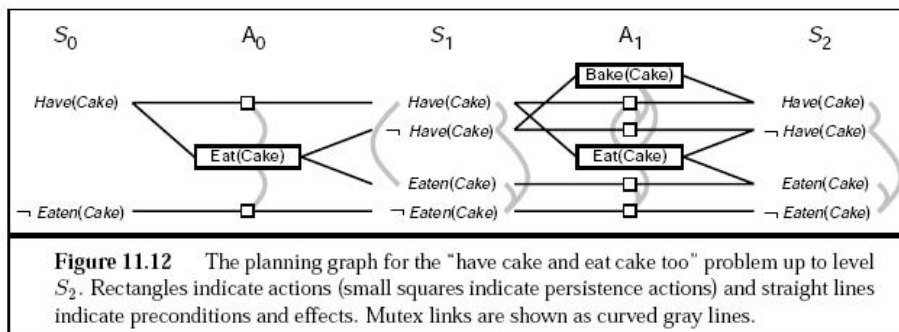 S0 A0 S1 A1 S2
Bake(Cake)
Have(Cake) Have(Cake) Have(Cake)
¬ Have(Cake) ¬ Have(Cake)
Eat(Cake) Eat(Cake)
Eaten(Cake) Eaten(Cake)
¬ Eaten(Cake) ¬ Eaten(Cake) ¬ Eaten(Cake)
Figure 11.12 The planning graph for the "have cake and eat cake too" problem up to level
S2. Rectangles indicate actions (small squares indicate persistence actions) and straight lines
indicate preconditions and effects. Mutex links are shown as curved gray lines.